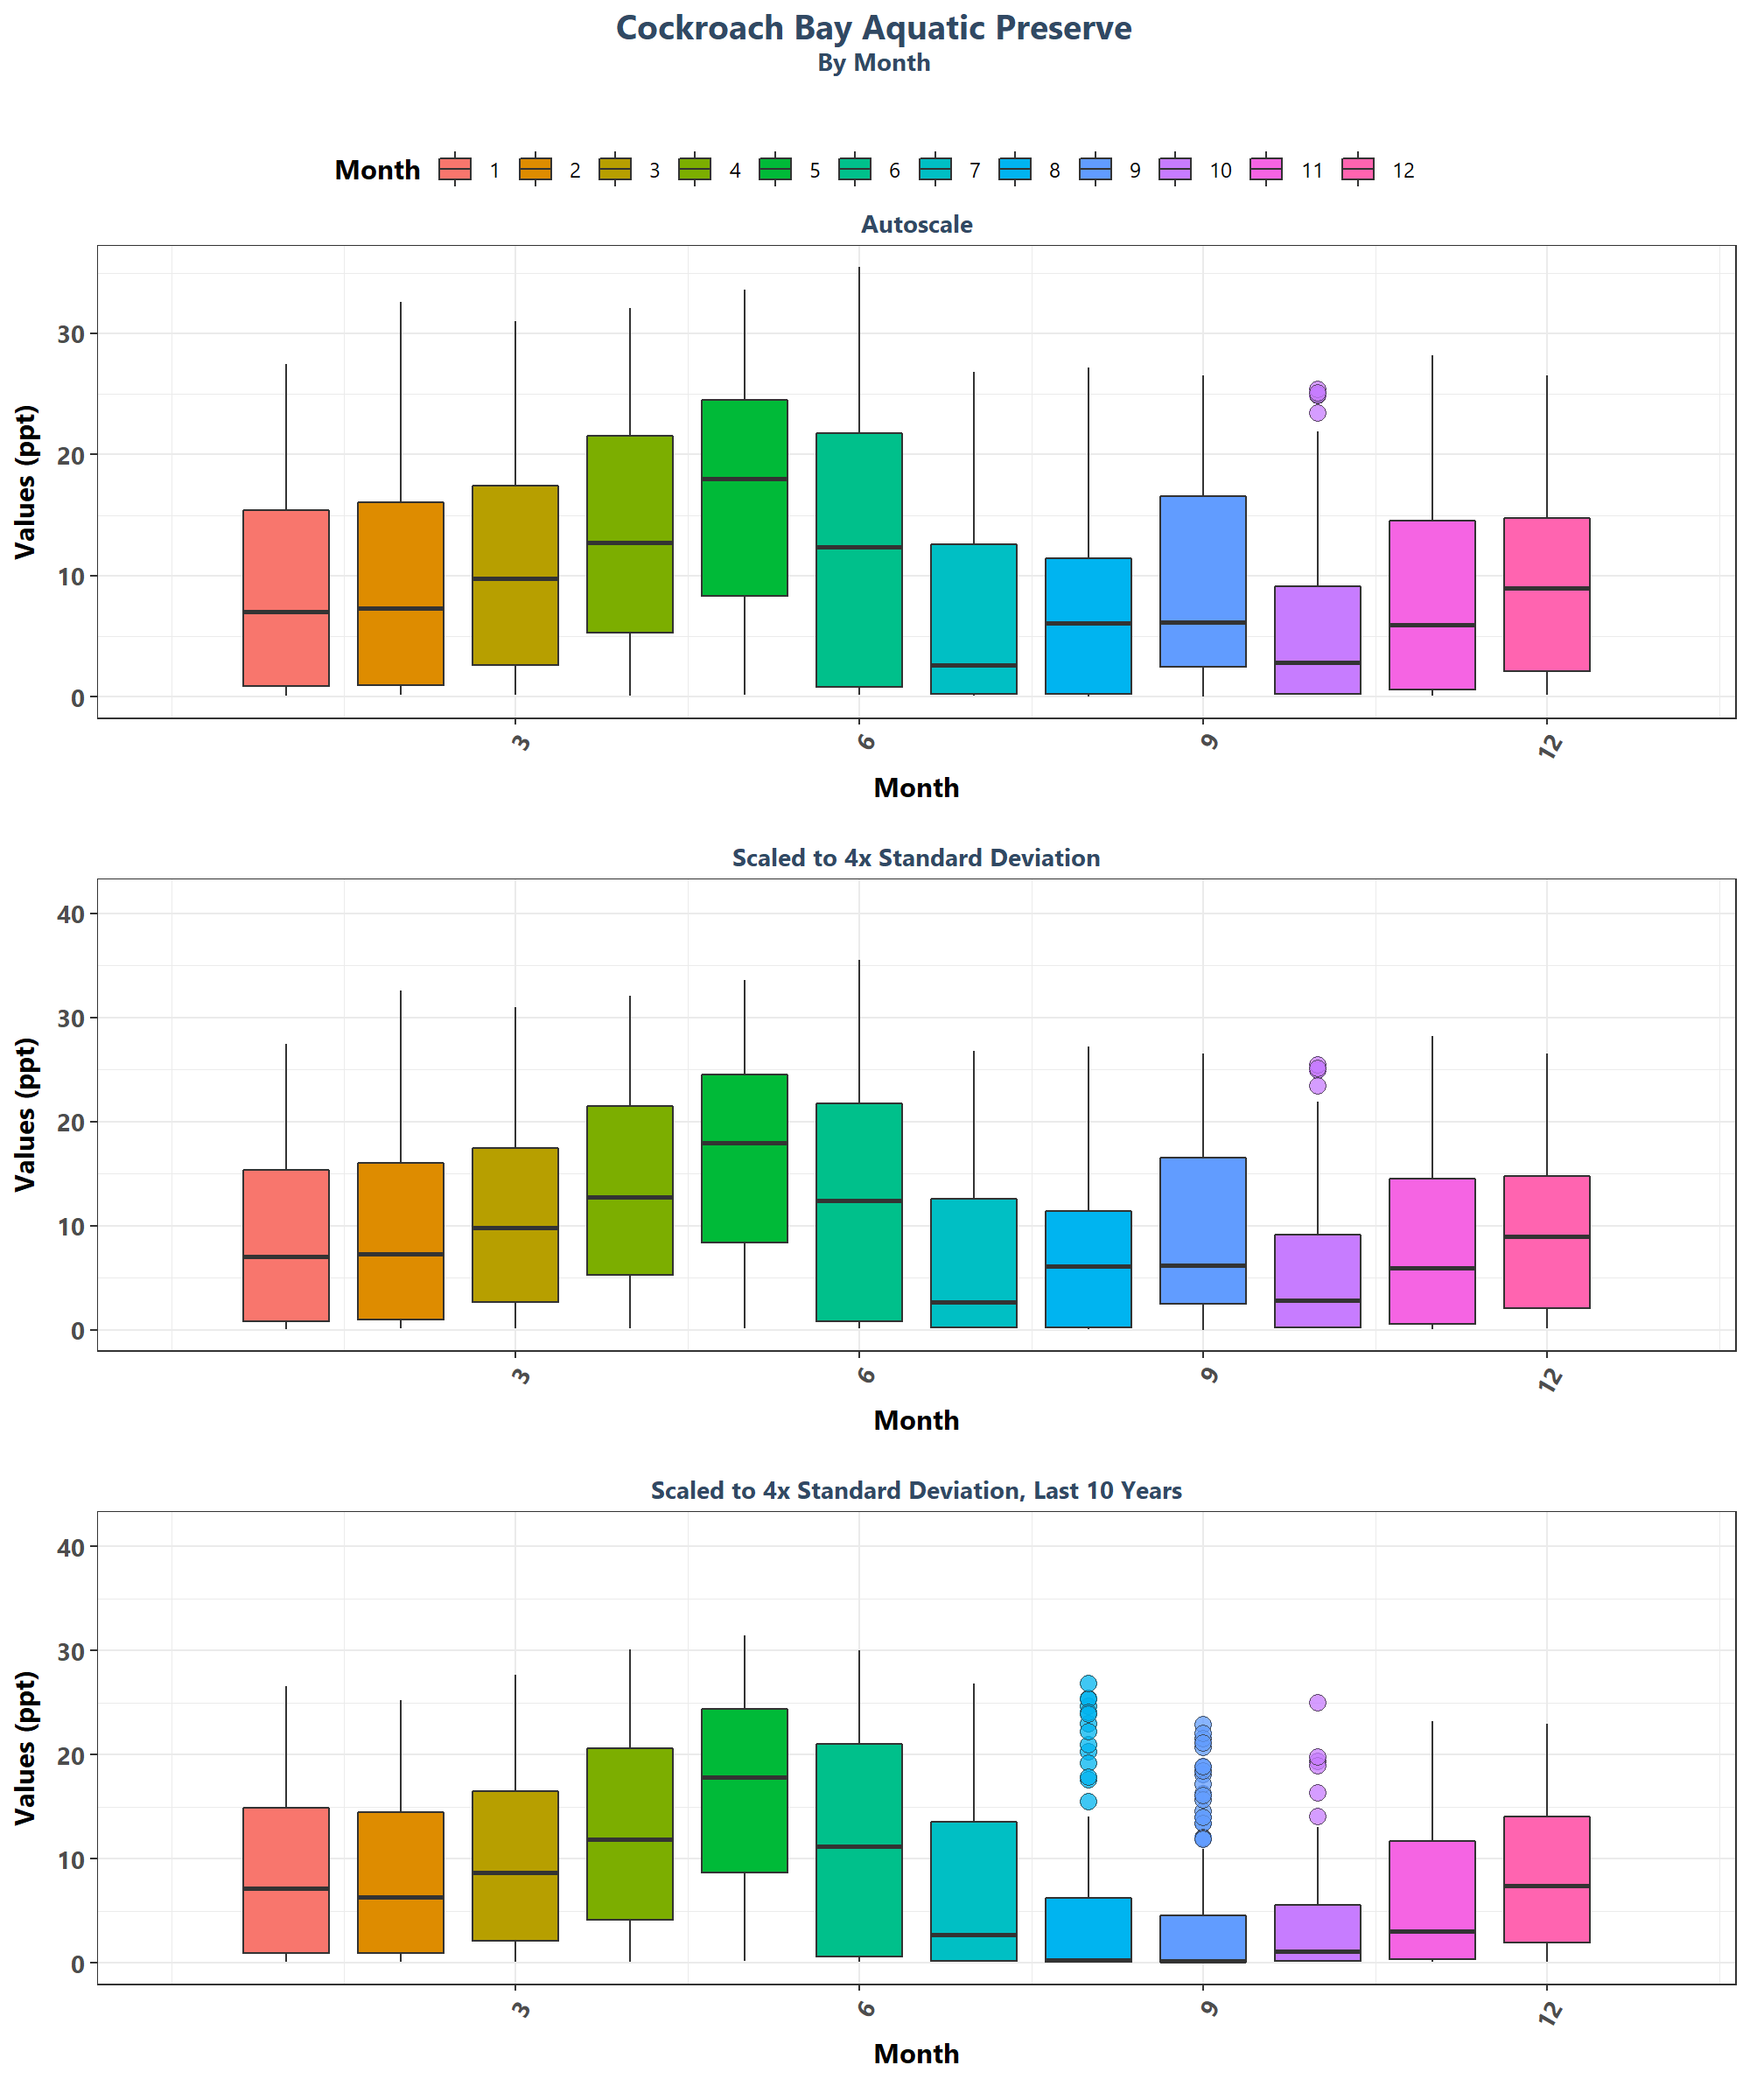 Cockroach Bay Aquatic Preserve
By Month
Month 1 2 3 4 5 6 7 8 9 10 11 12
Autoscale
Values (ppt)
30
20
10
0
3 6 9 12
Month
Scaled to 4x Standard Deviation
Values (ppt)
40
30
20
10
0
3 6 9 12
Month
Scaled to 4x Standard Deviation, Last 10 Years
Values (ppt)
40
30
20
10
0
3 6 9 12
Month